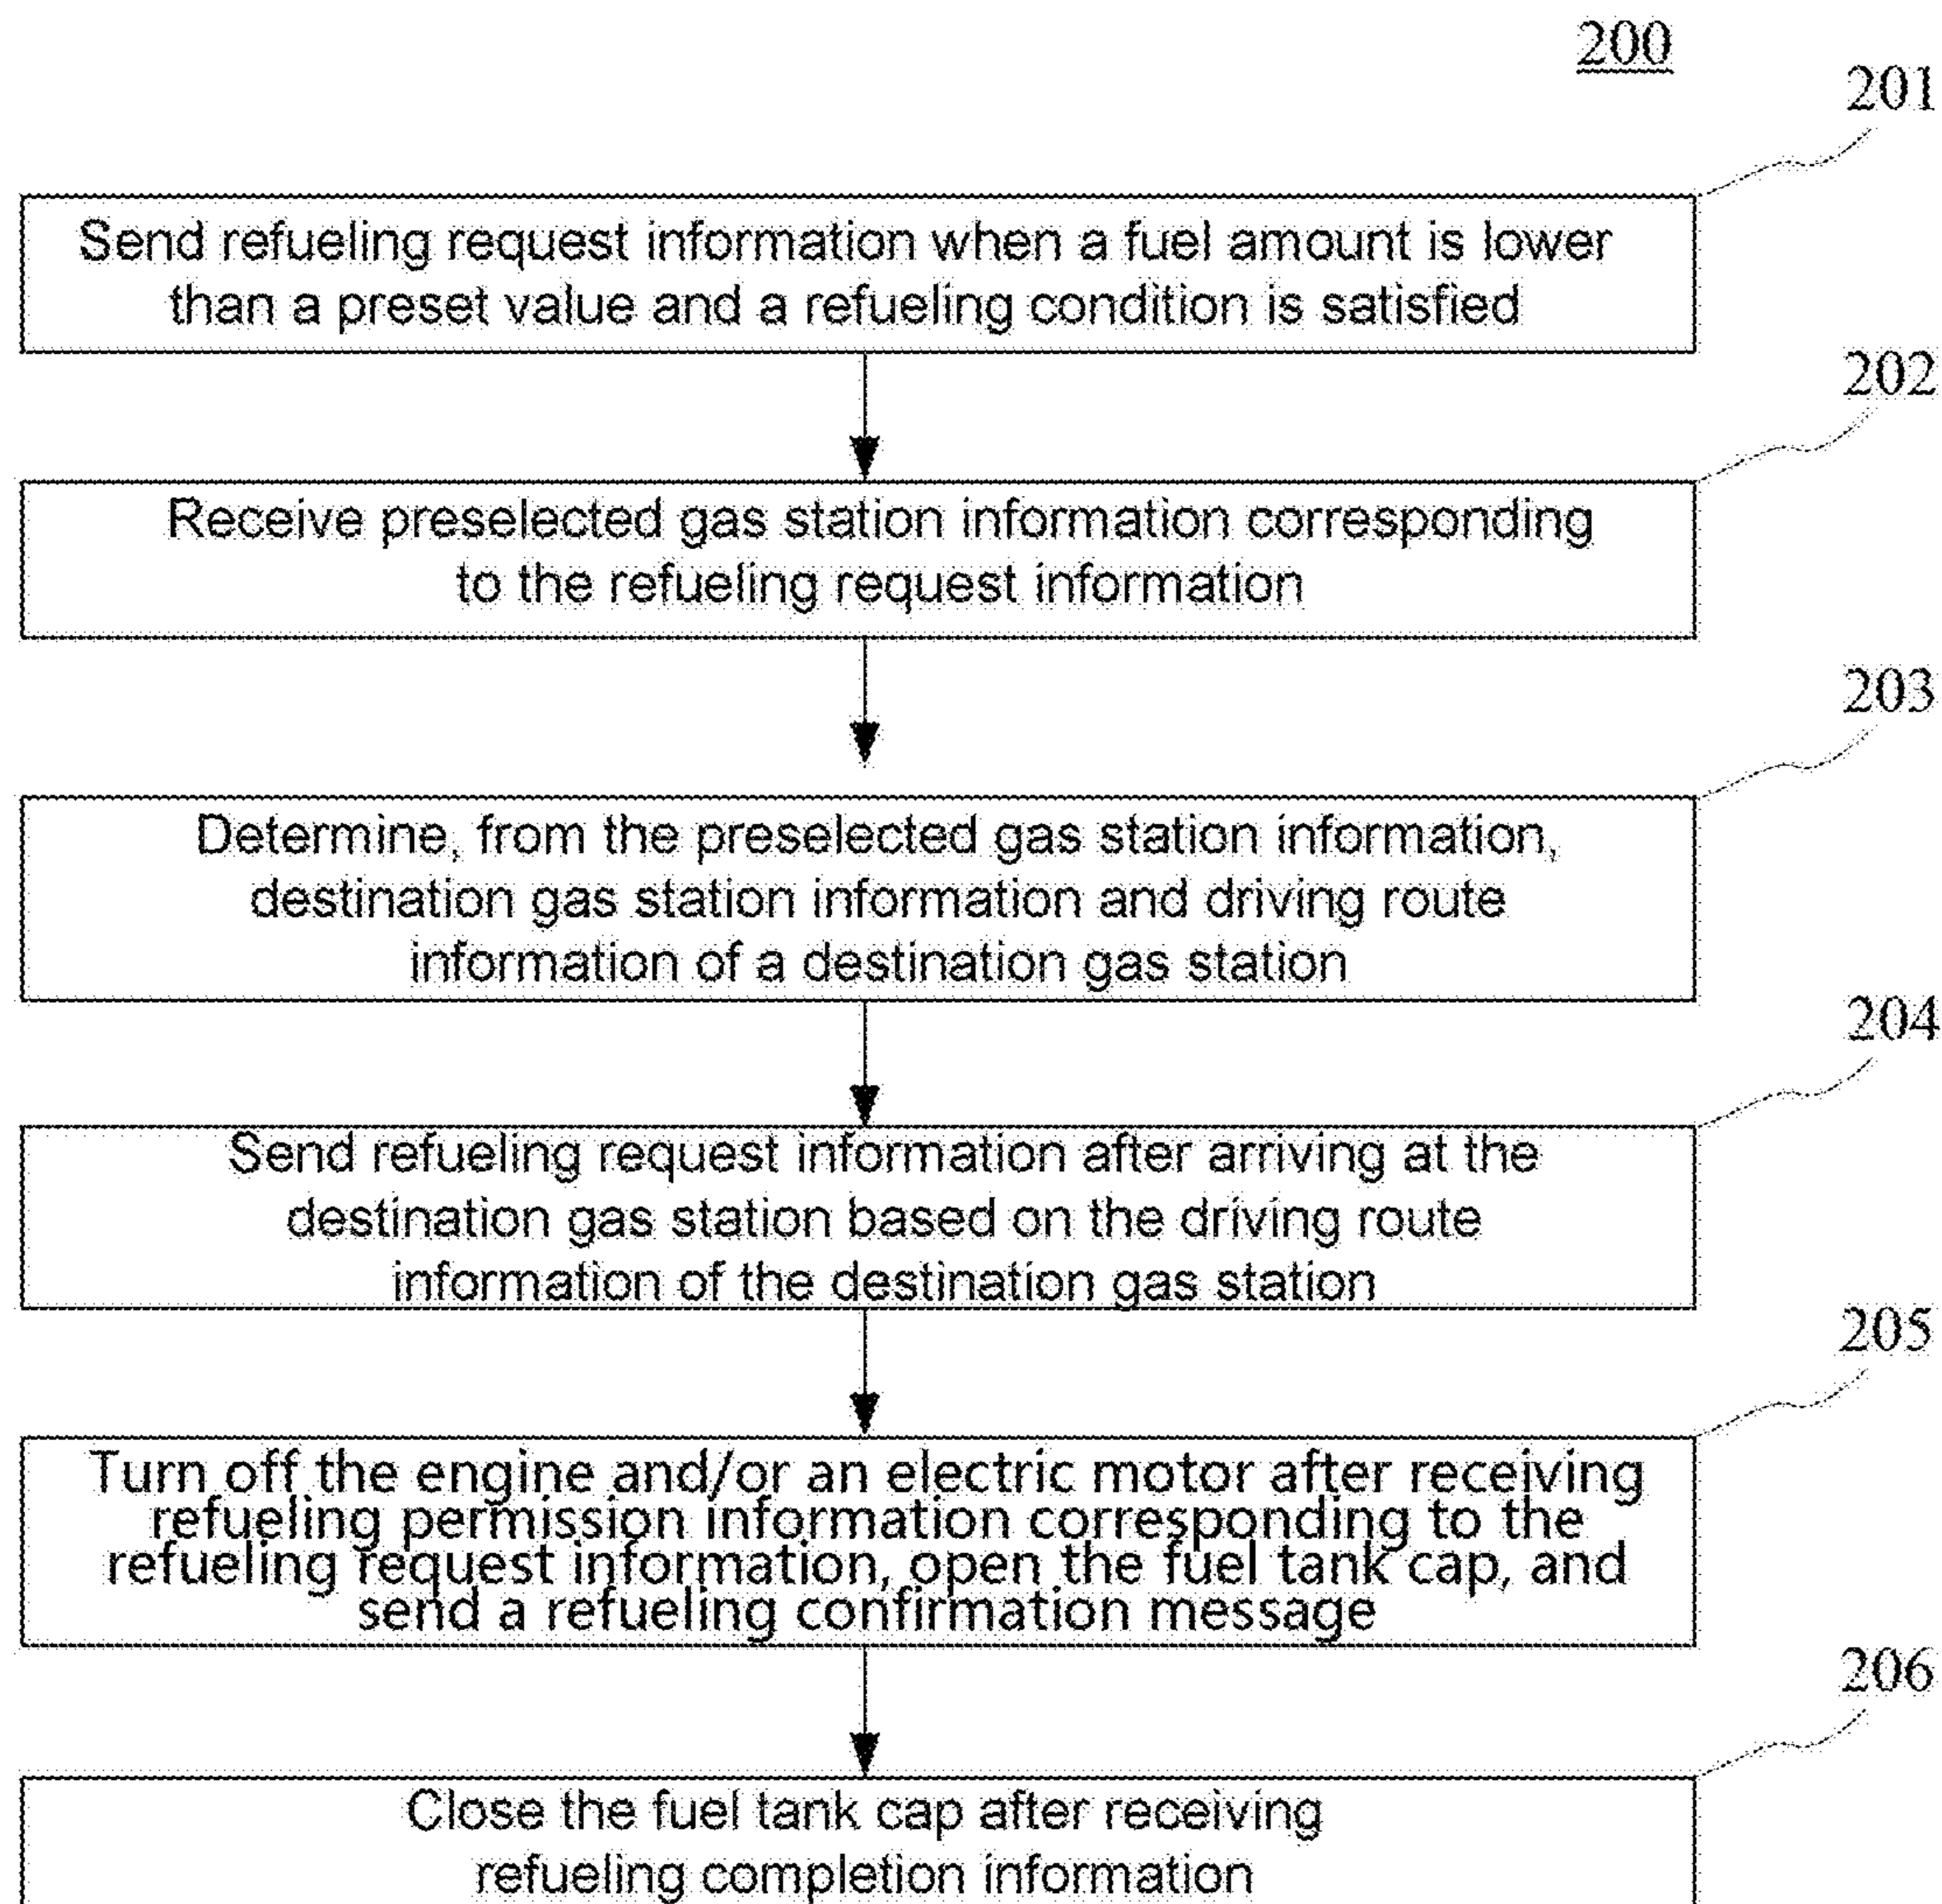 200
201
Send refueling request information when a fuel amount is lower
than a preset value and a refueling condition is satisfied
202
Receive preselected gas station information corresponding
to the refueling request information
203
Determine, from the preselected gas station information,
destination gas station information and driving route
information of a destination gas station
204
Send refueling request information after arriving at the
destination gas station based on the driving route
information of the destination gas station
205
Turn off the engine and/or an electric motor after receiving
refueling permission information corresponding to the
refueling request information, open the fuel tank cap, and
send a refueling confirmation message
206
Close the fuel tank cap after receiving
refueling completion information